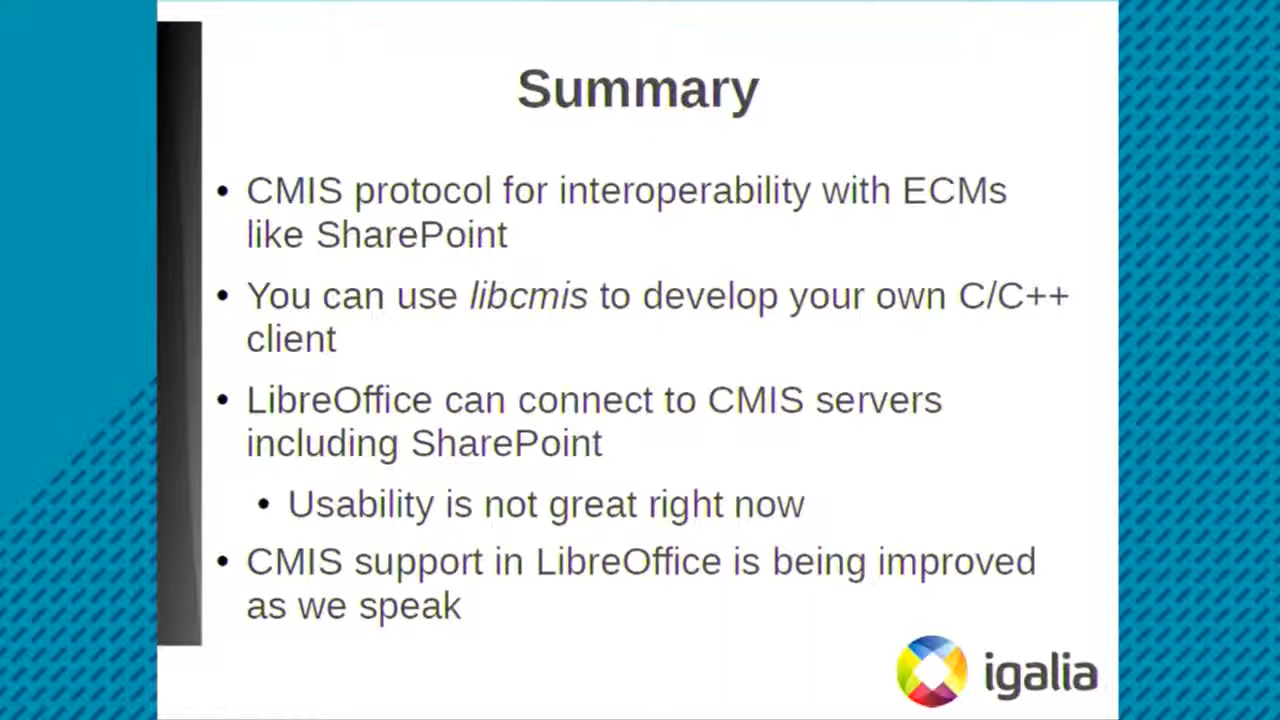 Summary
• CMIS protocol for interoperability with ECMs
like SharePoint
• You can use libcmis to develop your own C/C++
client
• LibreOffice can connect to CMIS servers
including SharePoint
• Usability is not great right now
• CMIS support in LibreOffice is being improved
as we speak
igalia